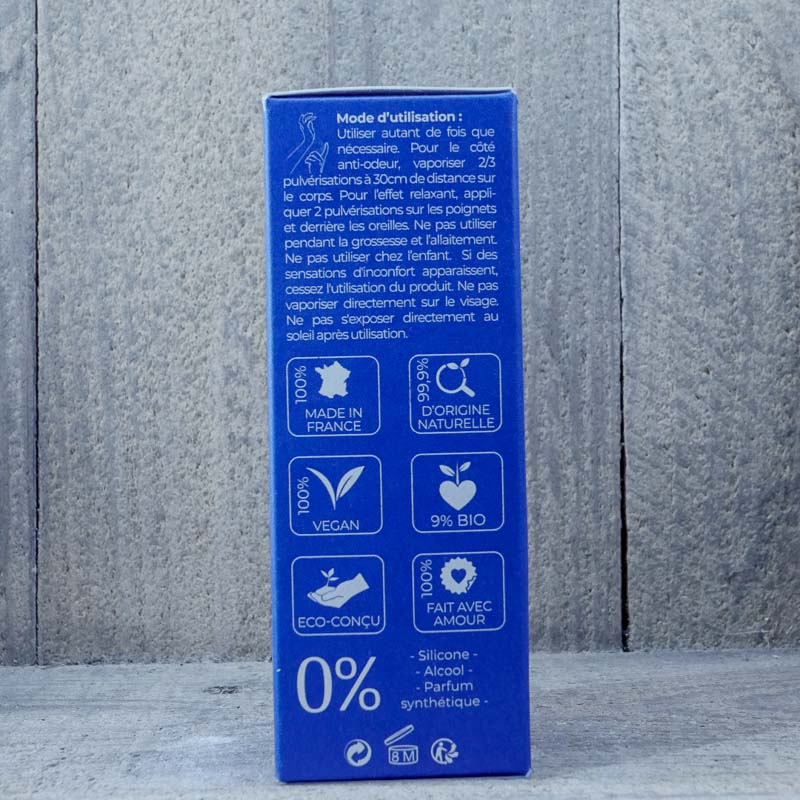 Mode d'utilisation :
Utiliser autant de fois que
nécessaire. Pour le côté
anti-odeur, vaporiser 2/3
pulvérisations à 30cm de distance sur
le corps. Pour l'effet relaxant, appli-
quer 2 pulvérisations sur les poignets
et derrière les oreilles. Ne pas utiliser
pendant la grossesse et l'allaitement.
Ne pas utiliser chez l'enfant. Si des
sensations d'inconfort apparaissent,
cessez l'utilisation du produit. Ne pas
vaporiser directement sur le visage.
Ne pas s'exposer directement au
soleil après utilisation.
100%
MADE IN
FRANCE
99,9%
D'ORIGINE
NATURELLE
100%
VEGAN
9% BIO
ECO-CONÇU
100%
FAIT AVEC
AMOUR
0%
- Silicone -
- Alcool -
- Parfum
synthétique -
8 M